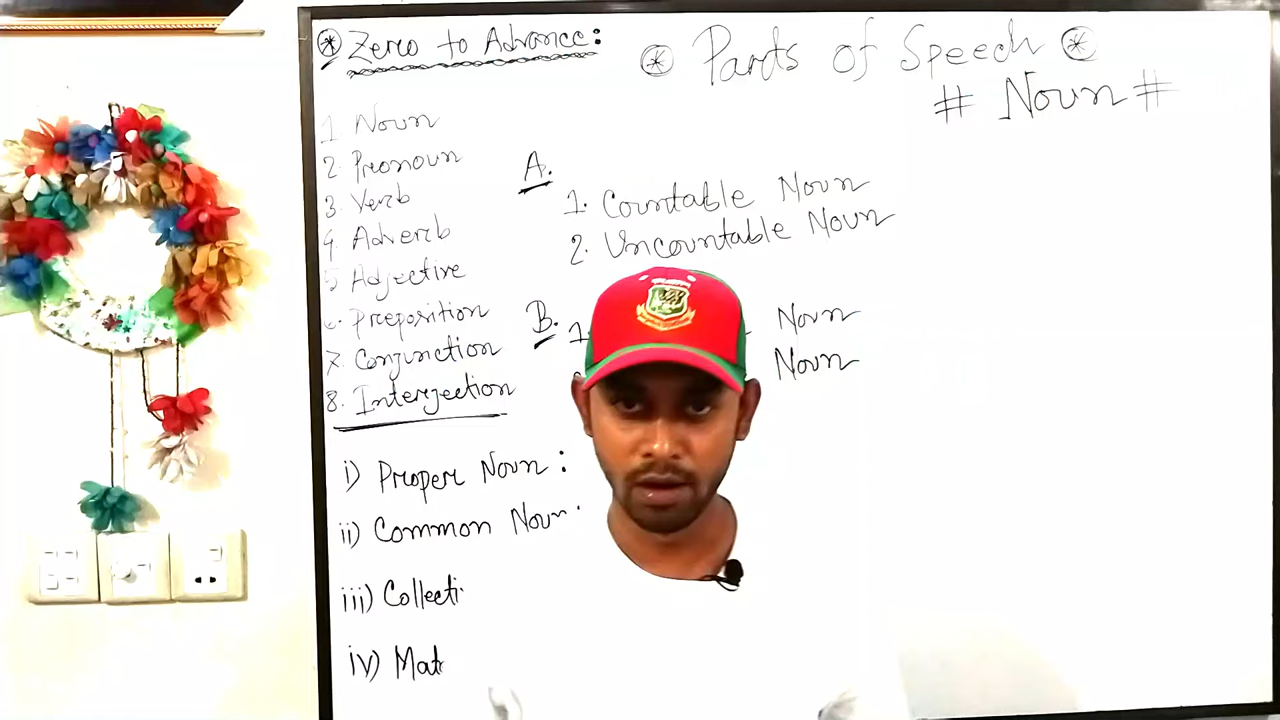 Zero to Advance:
Parts of Speech
# Noun #
1. Noun
2. Pronoun
3. Verb
4. Adverb
5 Adjective
6. Preposition
7. Conjunction
8. Interjection
A.
1. Countable Noun
2. Uncountable Noun
B.
1. Noun
Noun
i) Proper Noun :
ii) Common Noun
iii) Collecti
iv) Mat